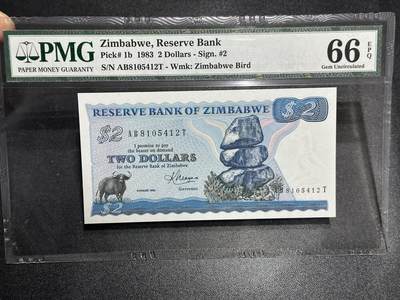 PMG
PAPER MONEY GUARANTY
Zimbabwe, Reserve Bank
Pick# 1b 1983 2 Dollars - Sign. #2
S/N AB8105412T - Wmk: Zimbabwe Bird
66 EPQ
Gem Uncirculated
RESERVE BANK OF ZIMBABWE
$2
$2
AB8105412T
I promise to pay
the bearer on demand
TWO DOLLARS
for the Reserve Bank of Zimbabwe
Governor
AB8105412T